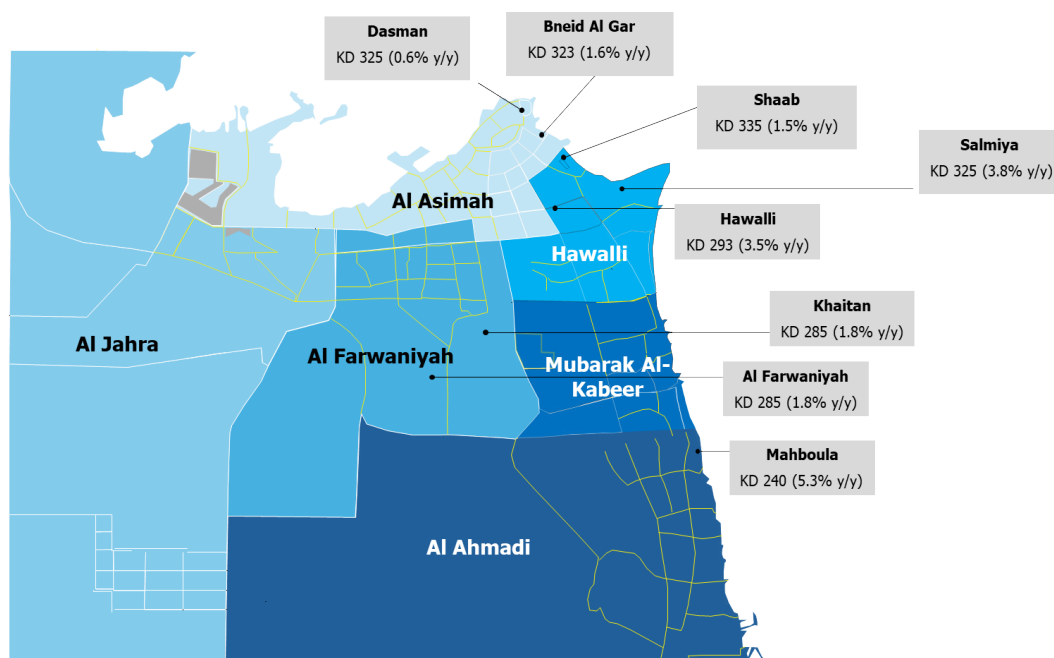 Dasman
KD 325 (0.6% y/y)
Bneid Al Gar
KD 323 (1.6% y/y)
Shaab
KD 335 (1.5% y/y)
Salmiya
KD 325 (3.8% y/y)
Al Asimah
Hawalli
KD 293 (3.5% y/y)
Hawalli
Khaitan
KD 285 (1.8% y/y)
Al Jahra
Al Farwaniyah
Mubarak Al-
Kabeer
Al Farwaniyah
KD 285 (1.8% y/y)
Mahboula
KD 240 (5.3% y/y)
Al Ahmadi